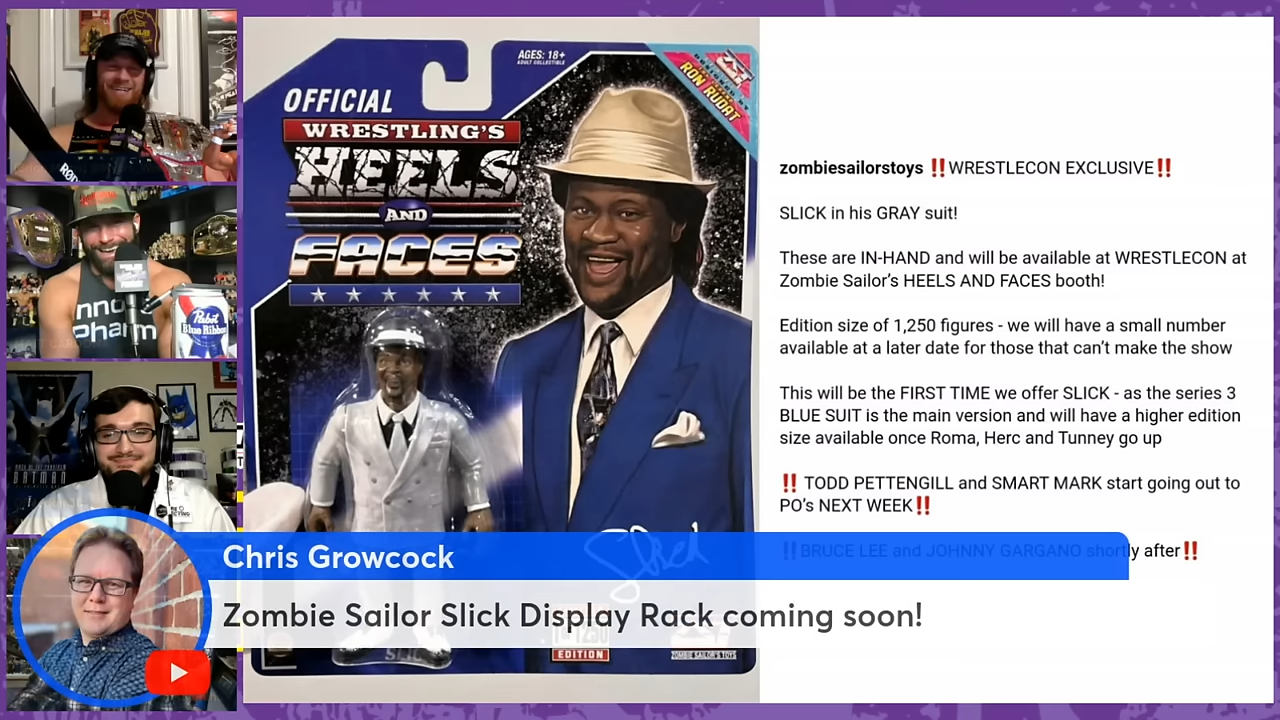 AGES: 18+
ADULT COLLECTIBLE
OFFICIAL
WRESTLING'S
HEELS
AND
FACES
RON RUDAT
Slick
EDITION
ZOMBIE SAILOR'S TOYS
Pabst
Blue Ribbon
BATMAN
zombiesailorstoys ‼️WRESTLECON EXCLUSIVE‼️
SLICK in his GRAY suit!
These are IN-HAND and will be available at WRESTLECON at
Zombie Sailor’s HEELS AND FACES booth!
Edition size of 1,250 figures - we will have a small number
available at a later date for those that can’t make the show
This will be the FIRST TIME we offer SLICK - as the series 3
BLUE SUIT is the main version and will have a higher edition
size available once Roma, Herc and Tunney go up
‼️ TODD PETTENGILL and SMART MARK start going out to
PO’s NEXT WEEK‼️
‼️BRUCE LEE and JOHNNY GARGANO shortly after‼️
Chris Growcock
Zombie Sailor Slick Display Rack coming soon!